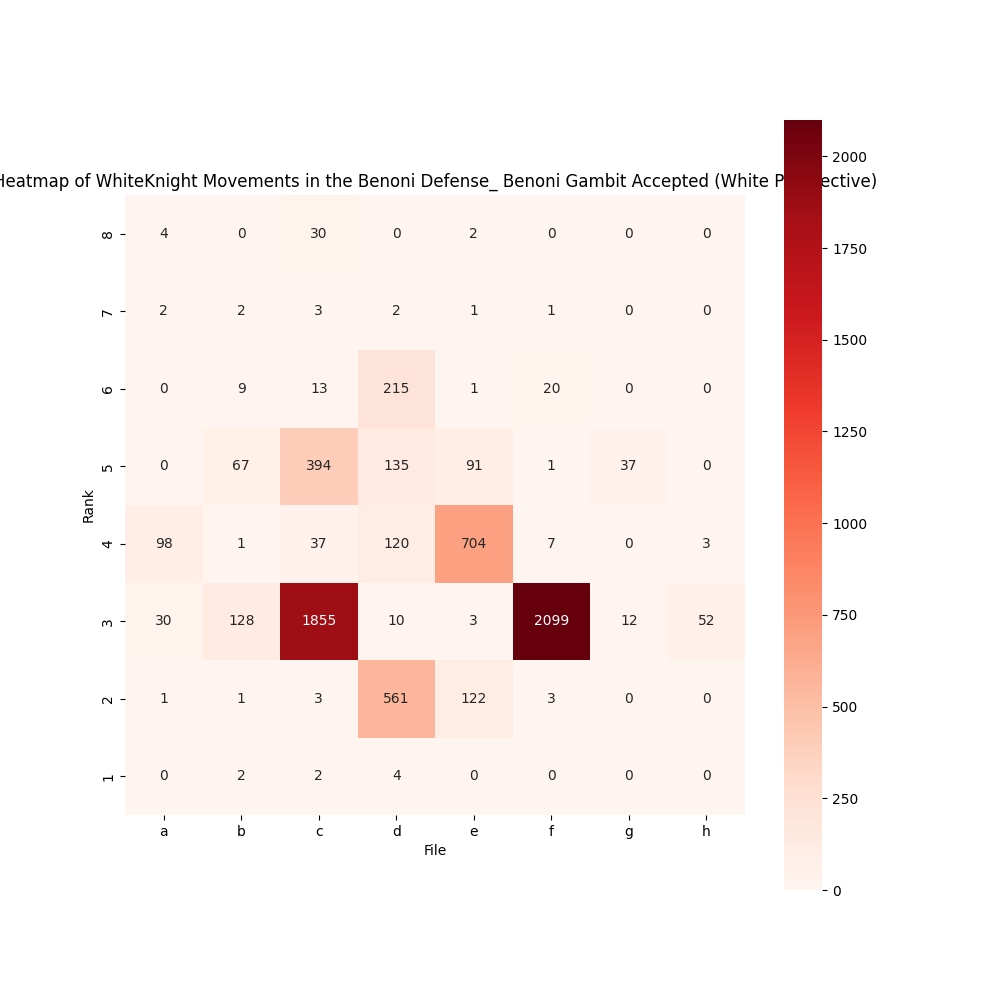 Heatmap of WhiteKnight Movements in the Benoni Defense_ Benoni Gambit Accepted (White P ective)
2000
1750
1500
1250
1000
750
500
250
0
Rank
8 4 0 30 0 2 0 0 0
7 2 2 3 2 1 1 0 0
6 0 9 13 215 1 20 0 0
5 0 67 394 135 91 1 37 0
4 98 1 37 120 704 7 0 3
3 30 128 1855 10 3 2099 12 52
2 1 1 3 561 122 3 0 0
1 0 2 2 4 0 0 0 0
a b c d e f g h
File